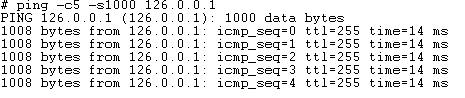 # ping -c5 -s1000 126.0.0.1
PING 126.0.0.1 (126.0.0.1): 1000 data bytes
1008 bytes from 126.0.0.1: icmp_seq=0 ttl=255 time=14 ms
1008 bytes from 126.0.0.1: icmp_seq=1 ttl=255 time=14 ms
1008 bytes from 126.0.0.1: icmp_seq=2 ttl=255 time=14 ms
1008 bytes from 126.0.0.1: icmp_seq=3 ttl=255 time=14 ms
1008 bytes from 126.0.0.1: icmp_seq=4 ttl=255 time=14 ms